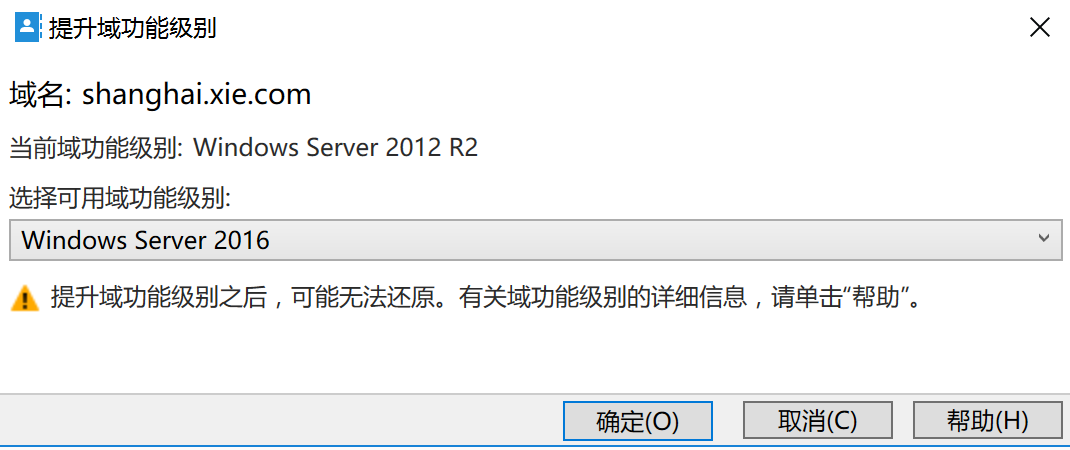 提升域功能级别
域名: shanghai.xie.com
当前域功能级别: Windows Server 2012 R2
选择可用域功能级别:
Windows Server 2016
提升域功能级别之后，可能无法还原。有关域功能级别的详细信息，请单击“帮助”。
确定(O) 取消(C) 帮助(H)